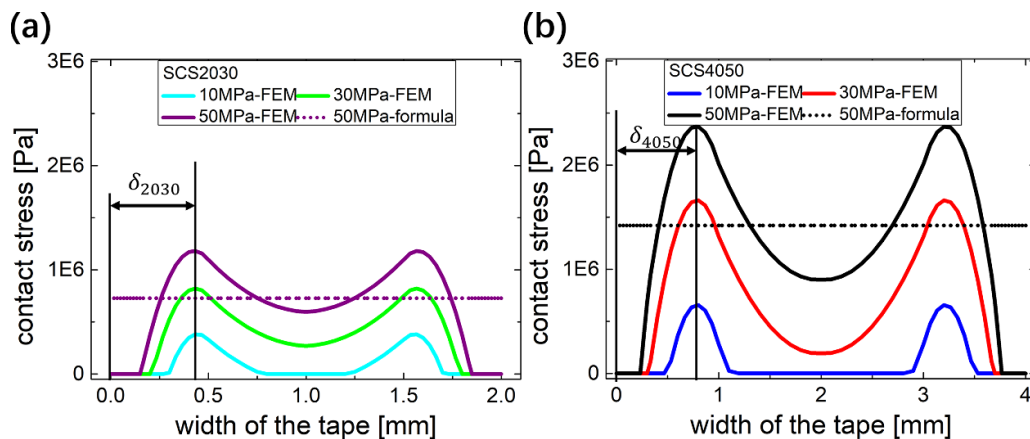 (a)
3E6
2E6
1E6
0
contact stress [Pa]
SCS2030
10MPa-FEM 30MPa-FEM
50MPa-FEM 50MPa-formula
δ2030
0.0 0.5 1.0 1.5 2.0
width of the tape [mm]
(b)
3E6
2E6
1E6
0
contact stress [Pa]
SCS4050
10MPa-FEM 30MPa-FEM
50MPa-FEM 50MPa-formula
δ4050
0 1 2 3 4
width of the tape [mm]